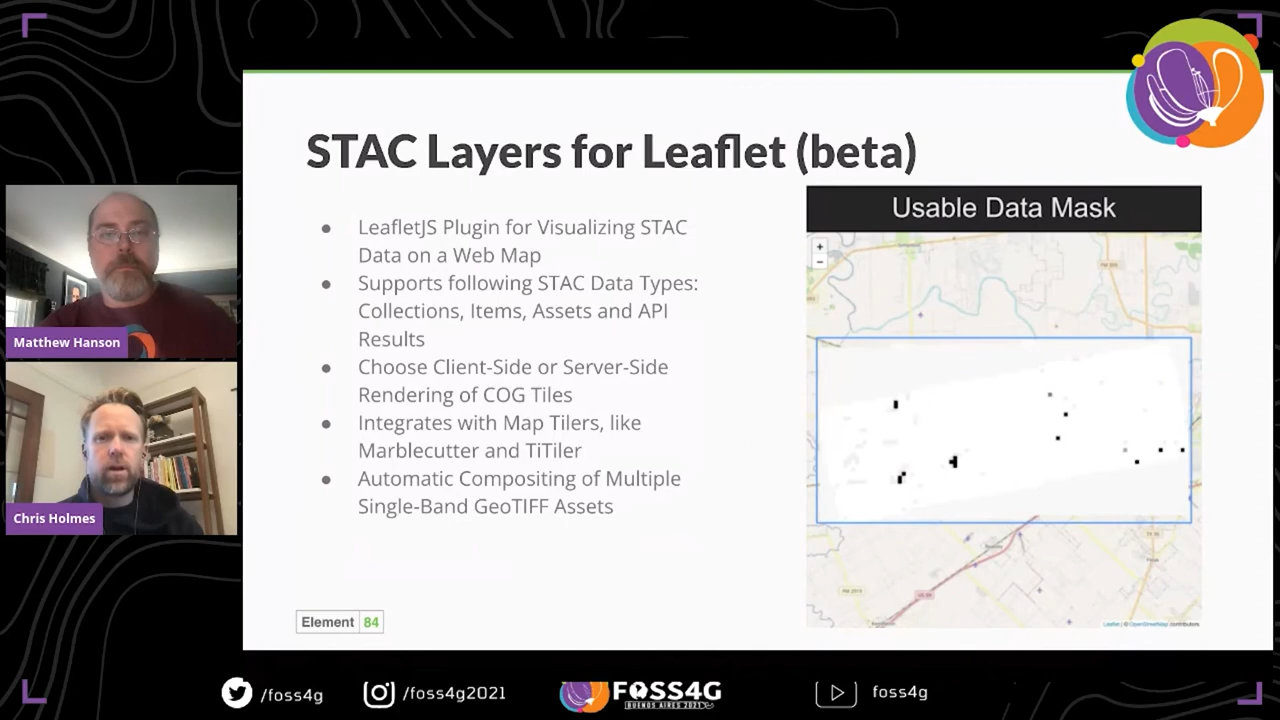 STAC Layers for Leaflet (beta)
LeafletJS Plugin for Visualizing STAC
Data on a Web Map
Supports following STAC Data Types:
Collections, Items, Assets and API
Results
Choose Client-Side or Server-Side
Rendering of COG Tiles
Integrates with Map Tilers, like
Marblecutter and TiTiler
Automatic Compositing of Multiple
Single-Band GeoTIFF Assets
Usable Data Mask
+
−
Leaflet | © OpenStreetMap contributors
Matthew Hanson
Chris Holmes
Element 84
/foss4g
/foss4g2021
FOSS4G
BUENOS AIRES 2021
foss4g